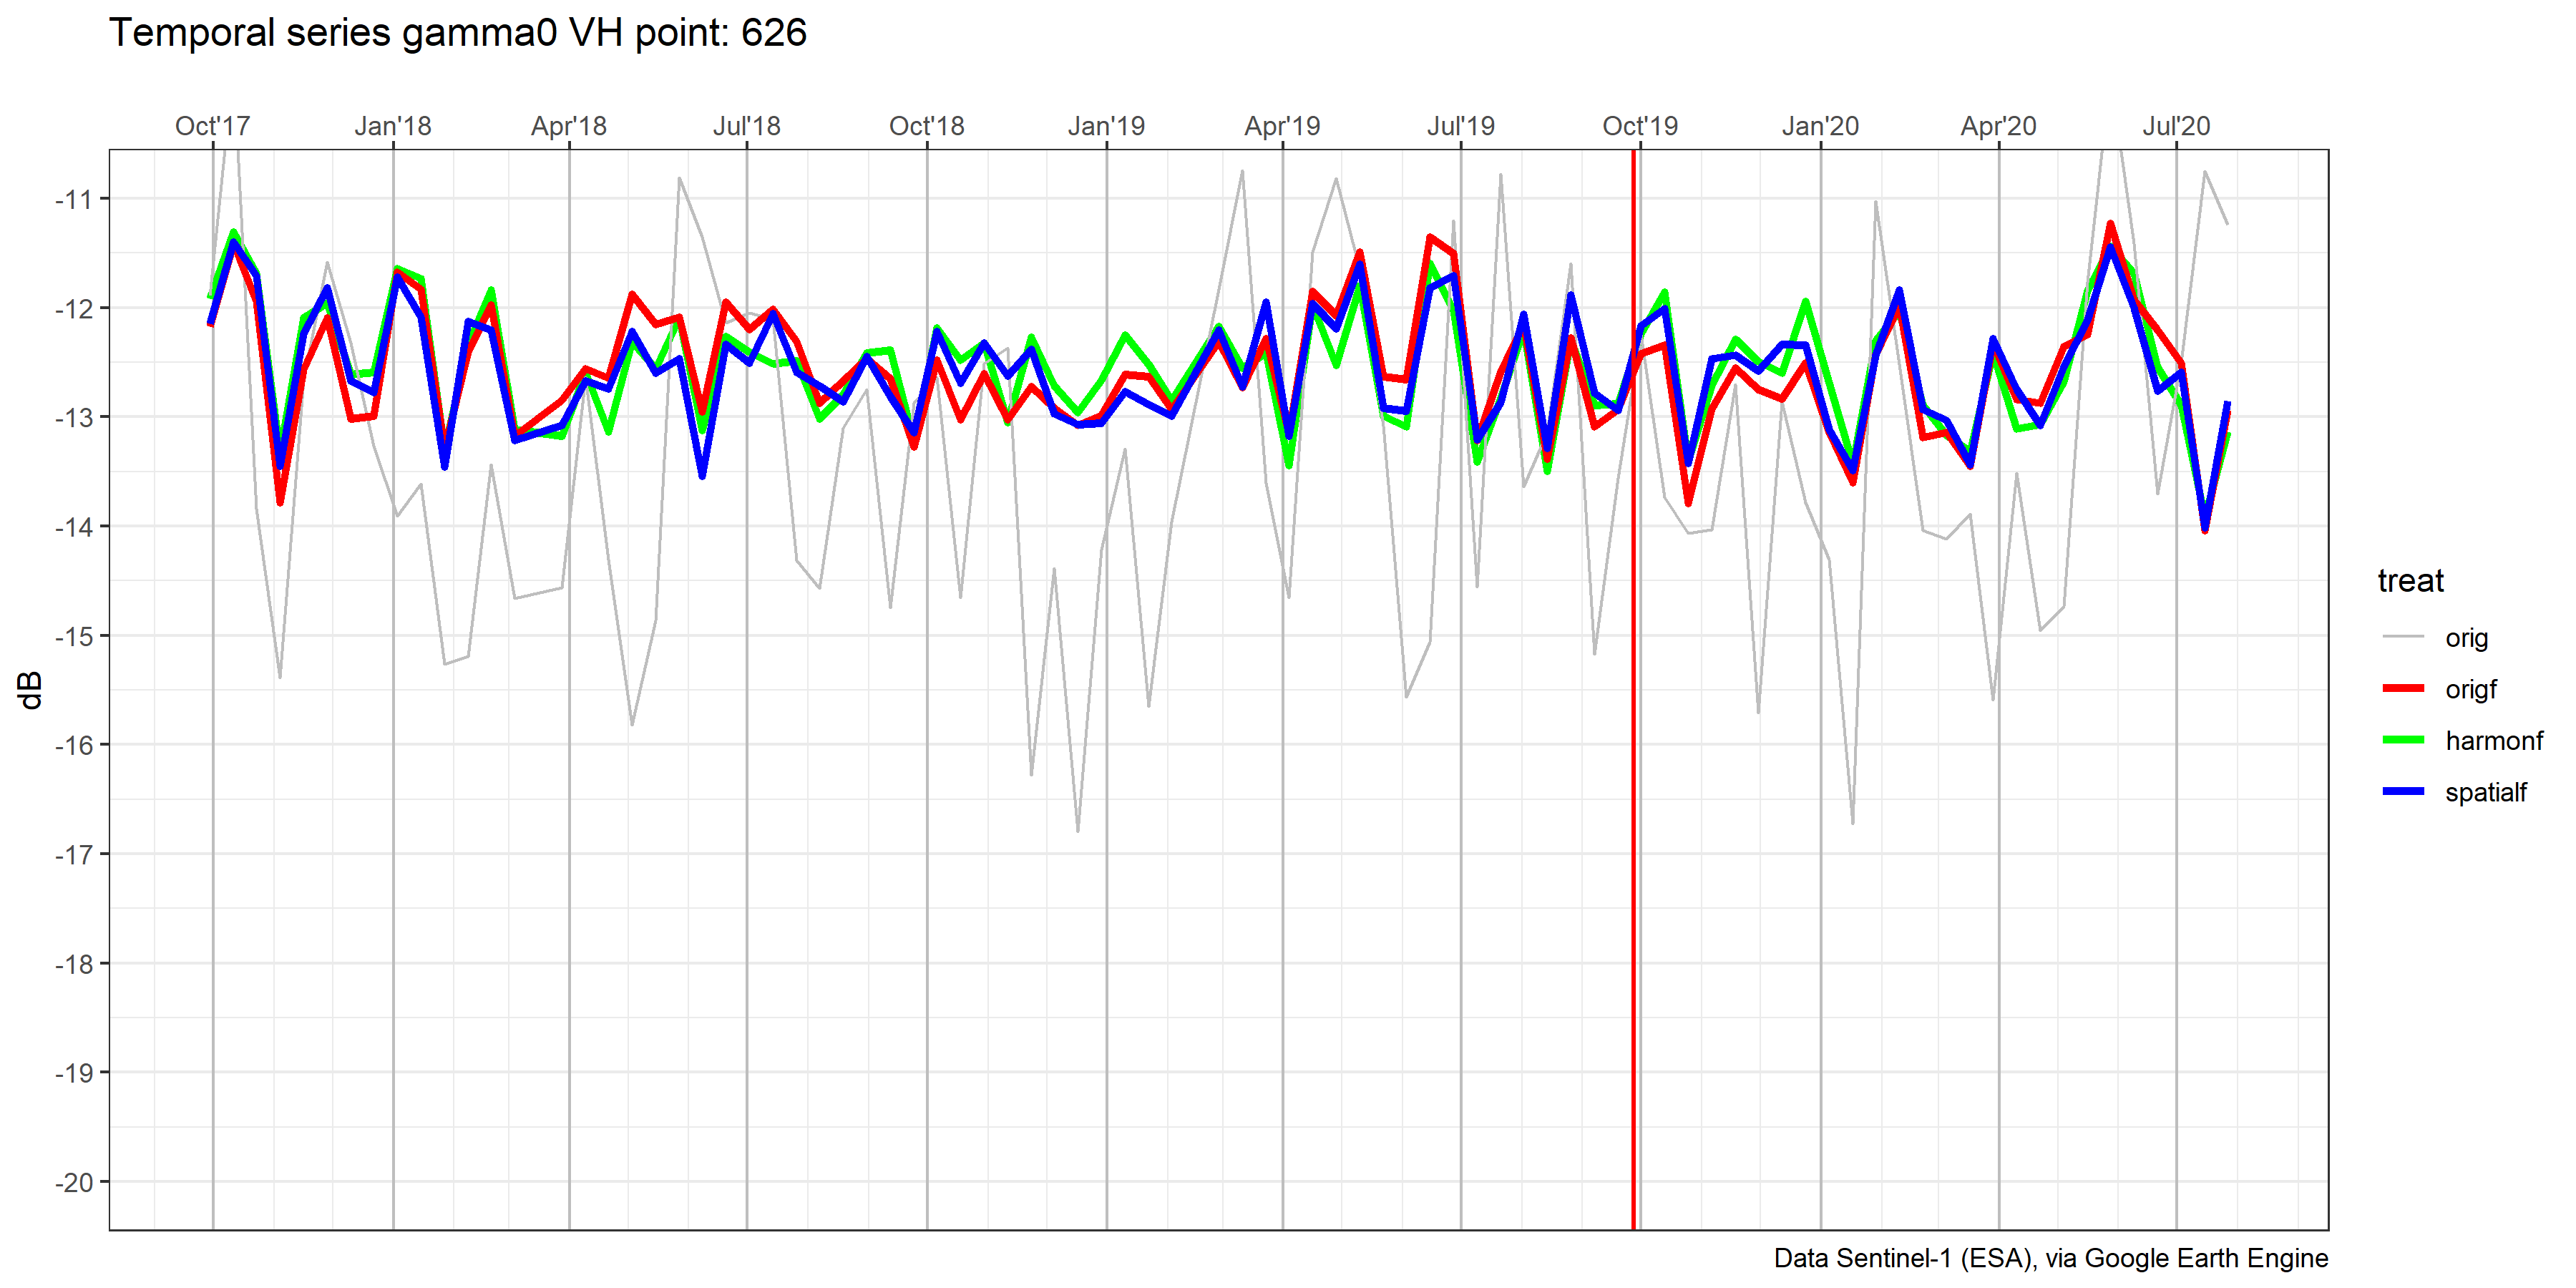 Temporal series gamma0 VH point: 626
Oct'17 Jan'18 Apr'18 Jul'18 Oct'18 Jan'19 Apr'19 Jul'19 Oct'19 Jan'20 Apr'20 Jul'20
-11
-12
-13
-14
-15
-16
-17
-18
-19
-20
dB
treat
orig
origf
harmonf
spatialf
Data Sentinel-1 (ESA), via Google Earth Engine